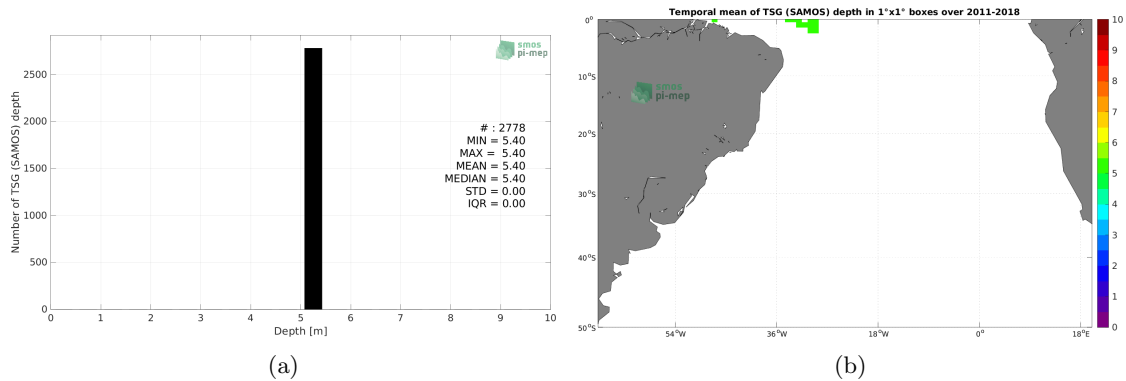 smos
pi-mep
Number of TSG (SAMOS) depth
2500
2000
1500
1000
500
0
# : 2778
MIN = 5.40
MAX = 5.40
MEAN = 5.40
MEDIAN = 5.40
STD = 0.00
IQR = 0.00
0 1 2 3 4 5 6 7 8 9 10
Depth [m]
(a)
Temporal mean of TSG (SAMOS) depth in 1°x1° boxes over 2011-2018
smos
pi-mep
0°
10°S
20°S
30°S
40°S
50°S
54°W 36°W 18°W 0° 18°E
10
9
8
7
6
5
4
3
2
1
0
(b)